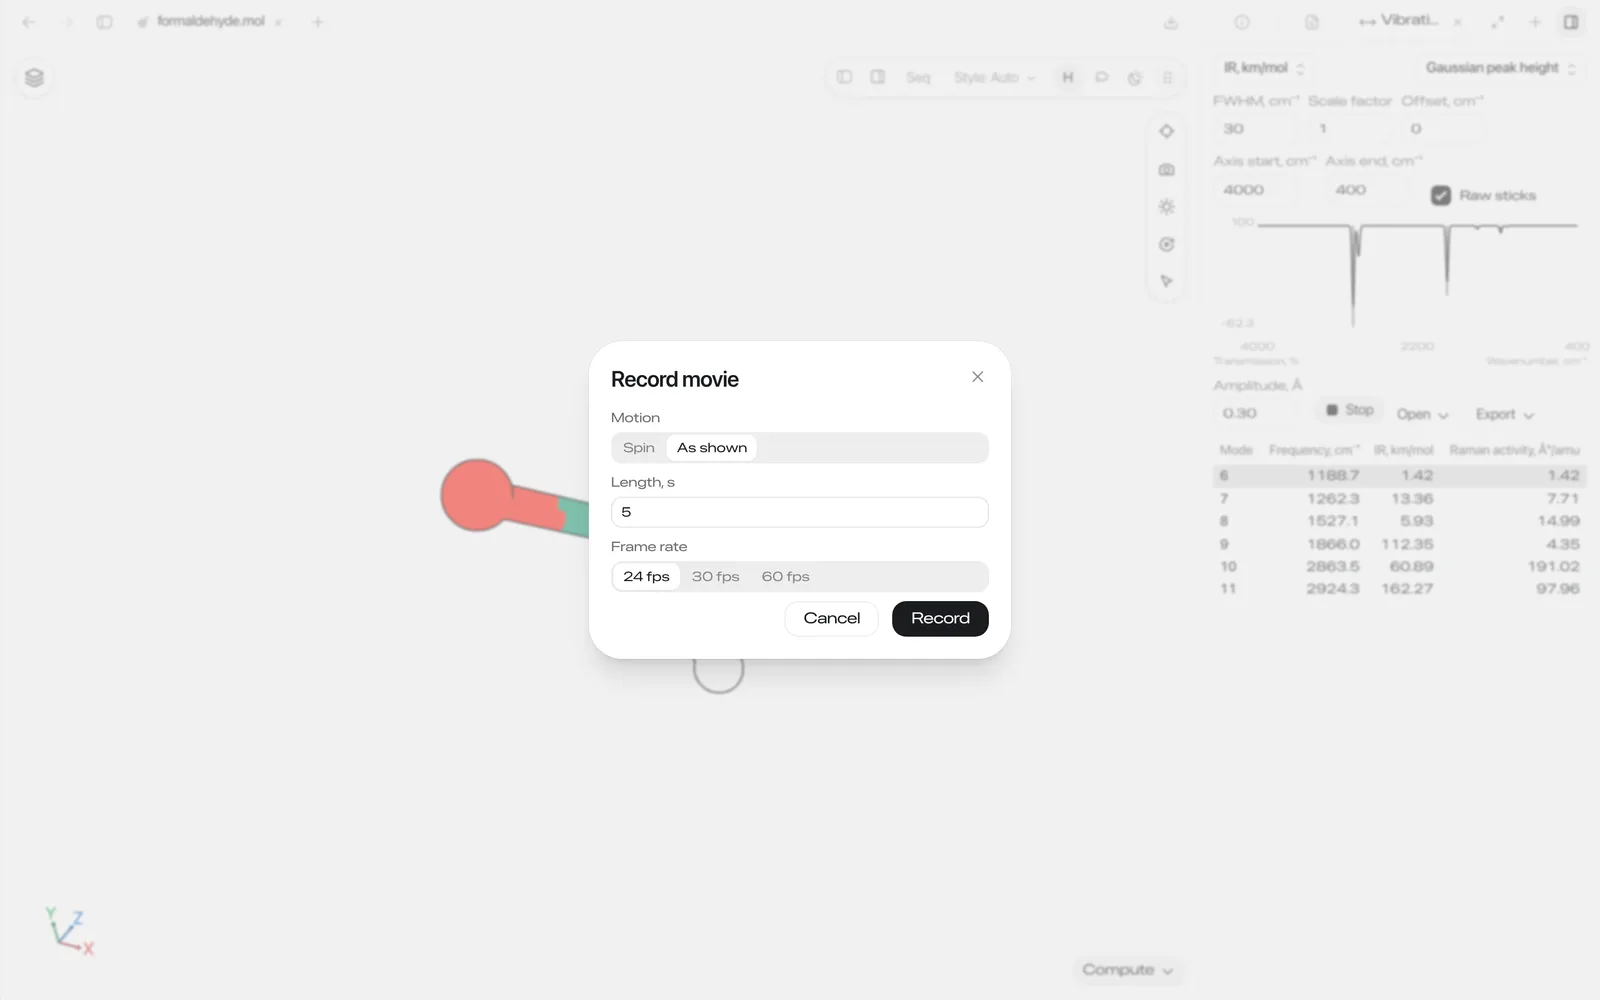 formaldehyde.mol
Vibrati...
Seq Style: Auto H
IR, km/mol Gaussian peak height
FWHM, cm⁻¹ Scale factor Offset, cm⁻¹
30 1 0
Axis start, cm⁻¹ Axis end, cm⁻¹
4000 400 Raw sticks
100
-62.3
4000 2200 400
Transmission, % Wavenumber, cm⁻¹
Amplitude, Å
0.30 Stop Open Export
Mode Frequency, cm⁻¹ IR, km/mol Raman activity, Å⁴/amu
6 1188.7 1.42 1.42
7 1262.3 13.36 7.71
8 1527.1 5.93 14.99
9 1866.0 112.35 4.35
10 2863.5 60.89 191.02
11 2924.3 162.27 97.96
Record movie
Motion
Spin As shown
Length, s
5
Frame rate
24 fps 30 fps 60 fps
Cancel Record
Y Z X
Compute